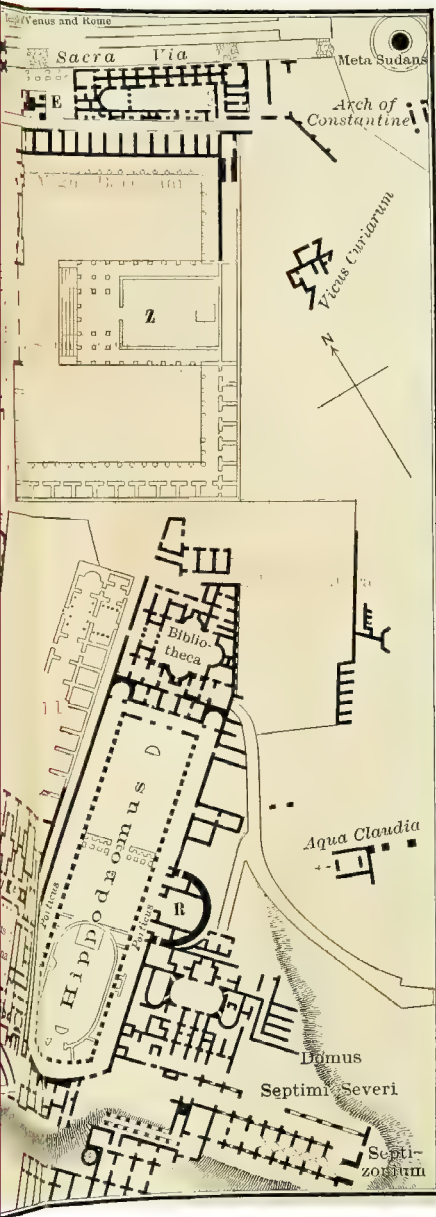 Venus and Rome
Sacra Via
Meta Sudans
E
Arch of
Constantine
Vicus Curiarum
Z
N
Biblio-
theca
D
Hippodromus
Aqua Claudia
Porticus
Porticus
R
D
Domus
Septimi Severi
Septi-
zonium